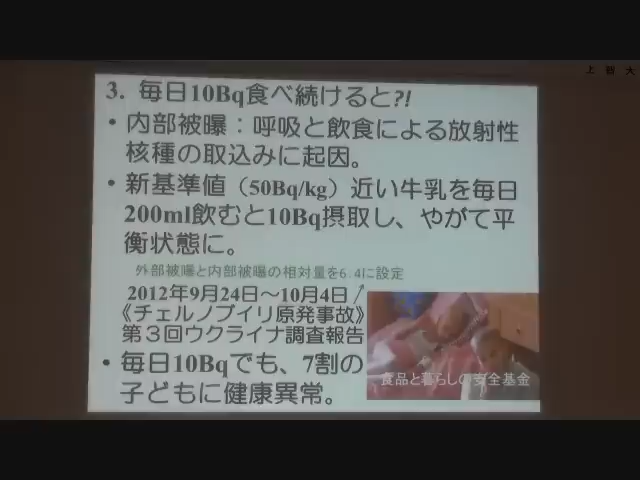 上智大
3. 毎日10Bq食べ続けると?!
・内部被曝：呼吸と飲食による放射性
核種の取込みに起因。
・新基準値（50Bq/kg）近い牛乳を毎日
200ml飲むと10Bq摂取し、やがて平
衡状態に。
外部被曝と内部被曝の相対量を6.4に設定
2012年9月24日～10月4日
《チェルノブイリ原発事故》
第３回ウクライナ調査報告
・毎日10Bqでも、7割の
子どもに健康異常。
食品と暮らしの安全基金